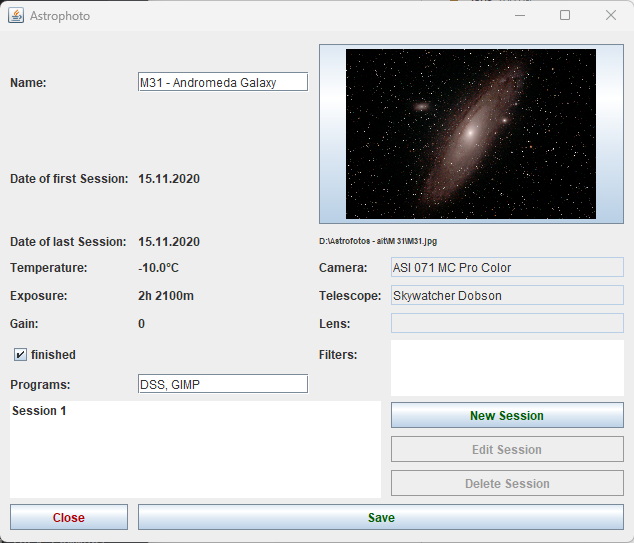 Astrophoto
Name: M31 - Andromeda Galaxy
Date of first Session: 15.11.2020
Date of last Session: 15.11.2020
D:\Astrofotos - alt\M 31\M31.jpg
Temperature: -10.0°C
Camera: ASI 071 MC Pro Color
Exposure: 2h 2100m
Telescope: Skywatcher Dobson
Gain: 0
Lens:
finished
Filters:
Programs: DSS, GIMP
Session 1
New Session
Edit Session
Delete Session
Close
Save